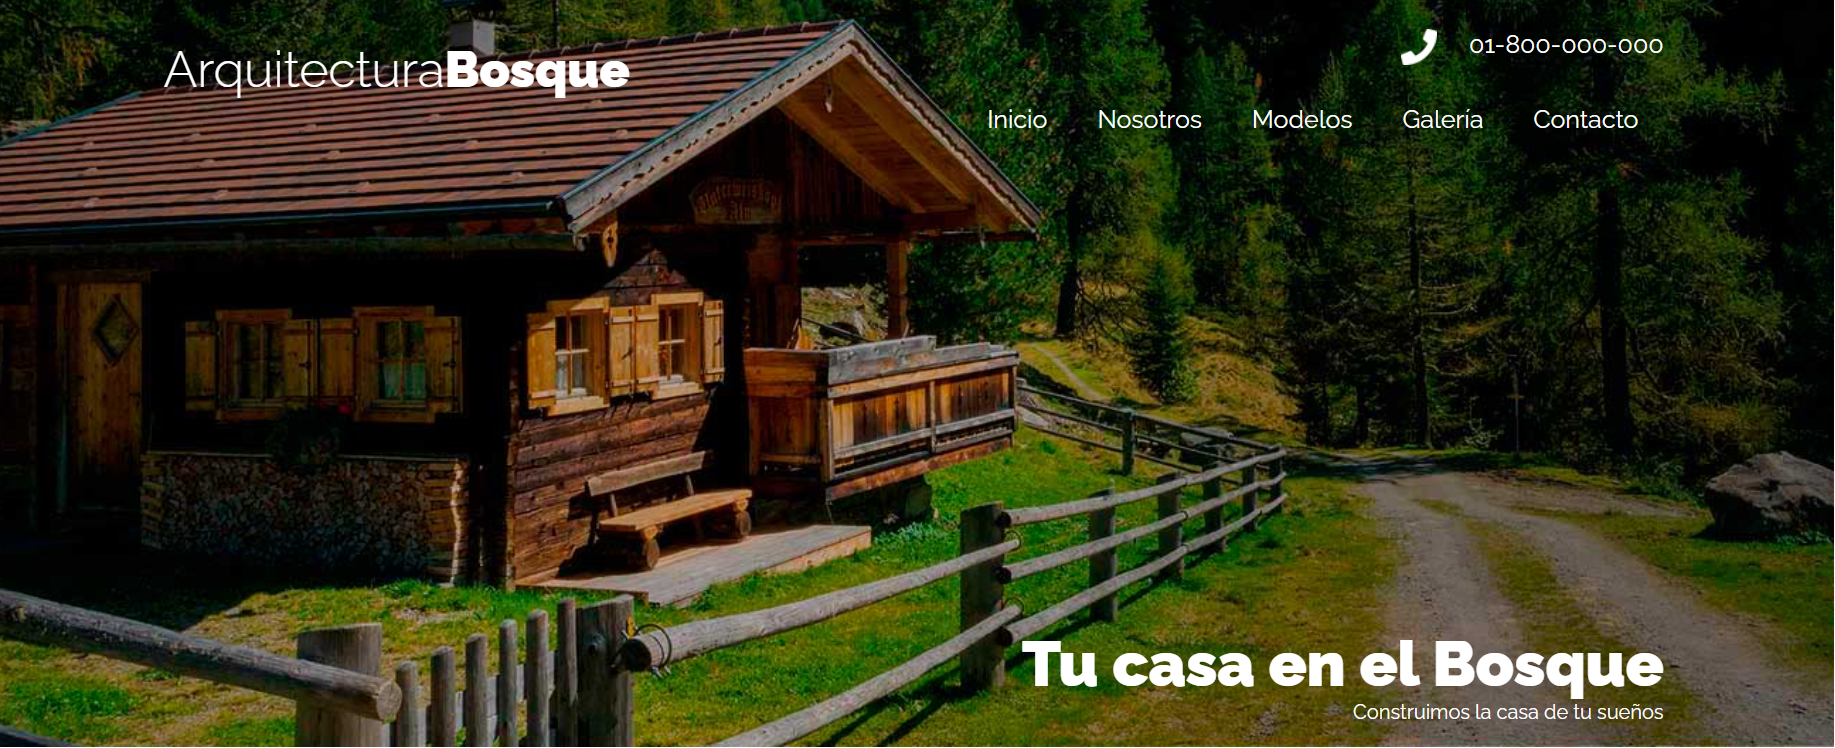 ArquitecturaBosque
01-800-000-000
Inicio Nosotros Modelos Galería Contacto
Tu casa en el Bosque
Construimos la casa de tu sueños